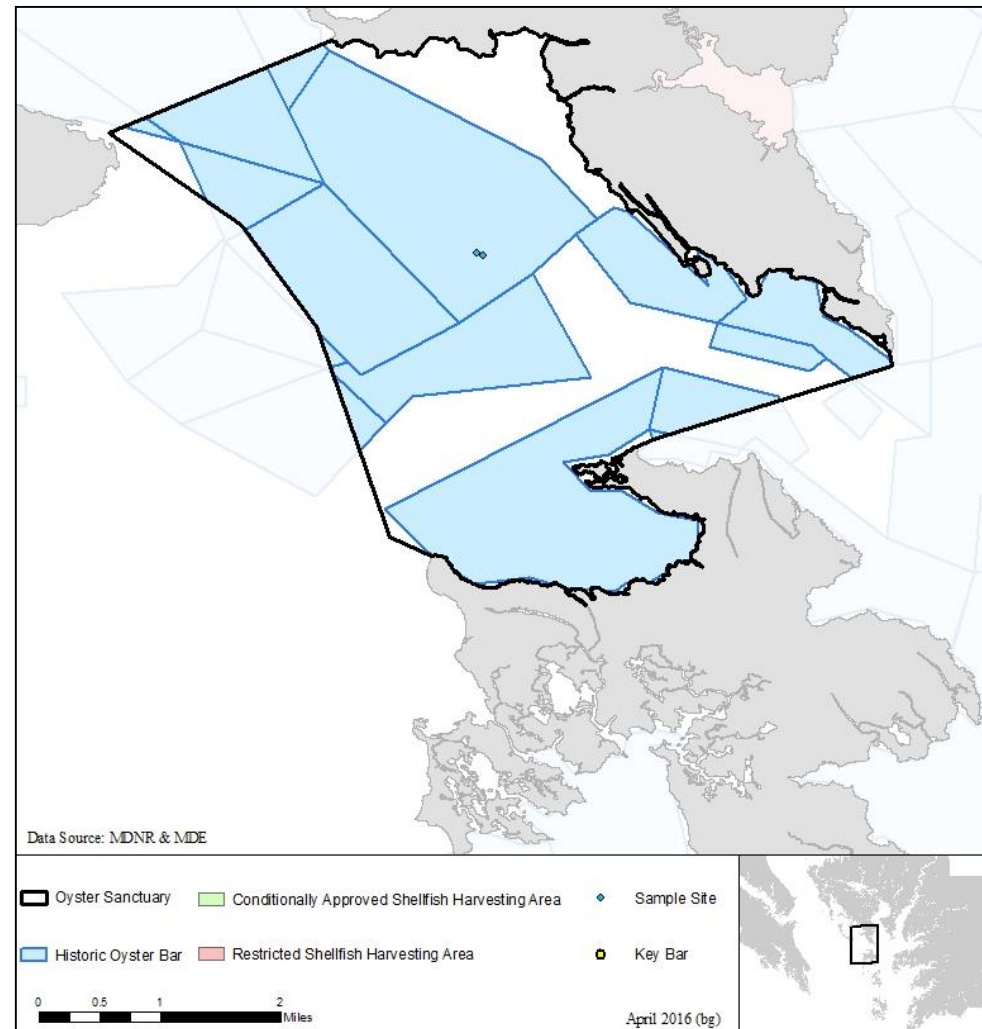 Data Source: MDNR & MDE
Oyster Sanctuary
Conditionally Approved Shellfish Harvesting Area
Sample Site
Historic Oyster Bar
Restricted Shellfish Harvesting Area
Key Bar
0 0.5 1 2
Miles
April 2016 (bg)